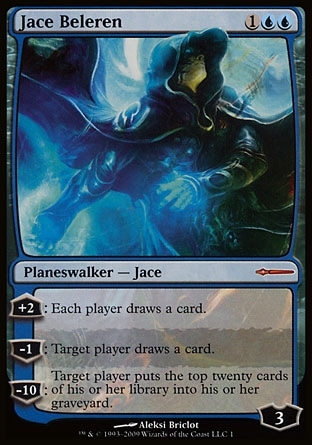 Jace Beleren 1
Planeswalker — Jace
+2 : Each player draws a card.
-1 : Target player draws a card.
Target player puts the top twenty cards
-10 : of his or her library into his or her
graveyard.
3
Aleksi Briclot
™ & © 1993–2009 Wizards of the Coast LLC 1